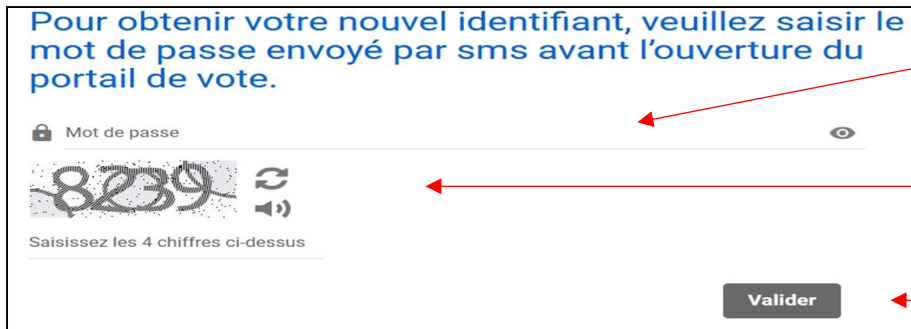 Pour obtenir votre nouvel identifiant, veuillez saisir le
mot de passe envoyé par sms avant l’ouverture du
portail de vote.
Mot de passe
8239
Saisissez les 4 chiffres ci-dessus
Valider